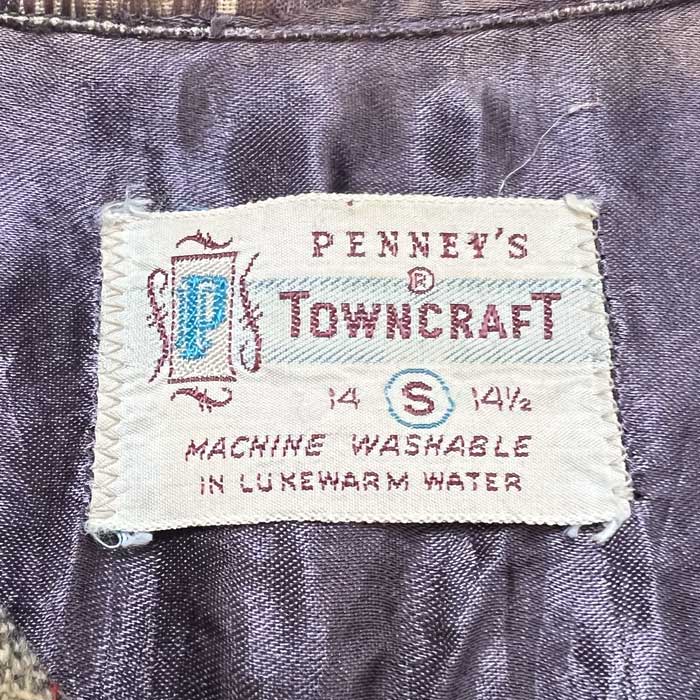 PENNEY'S
®
P
TOWNCRAFT
14 S 14½
MACHINE WASHABLE
IN LUKEWARM WATER